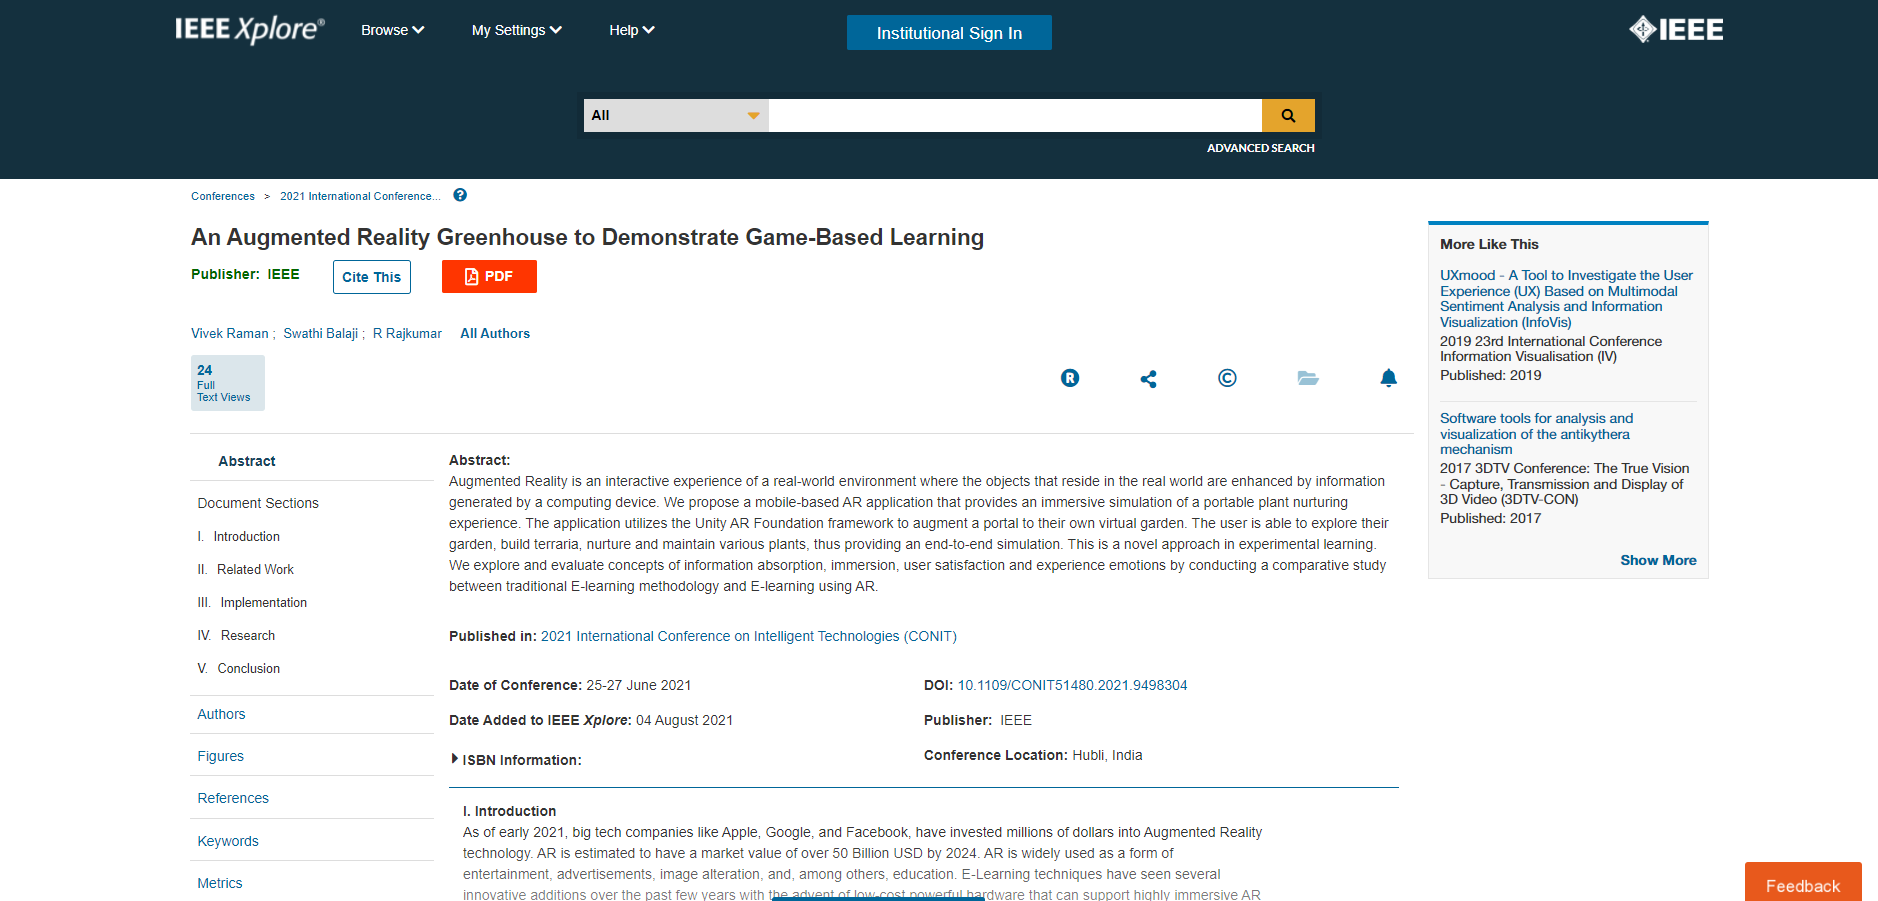 IEEE Xplore®
Browse
My Settings
Help
Institutional Sign In
IEEE
All
ADVANCED SEARCH
Conferences > 2021 International Conference... ?
An Augmented Reality Greenhouse to Demonstrate Game-Based Learning
Publisher: IEEE
Cite This
PDF
Vivek Raman ; Swathi Balaji ; R Rajkumar All Authors
24
Full
Text Views
R
©
Abstract
Document Sections
I. Introduction
II. Related Work
III. Implementation
IV. Research
V. Conclusion
Authors
Figures
References
Keywords
Metrics
Abstract:
Augmented Reality is an interactive experience of a real-world environment where the objects that reside in the real world are enhanced by information
generated by a computing device. We propose a mobile-based AR application that provides an immersive simulation of a portable plant nurturing
experience. The application utilizes the Unity AR Foundation framework to augment a portal to their own virtual garden. The user is able to explore their
garden, build terraria, nurture and maintain various plants, thus providing an end-to-end simulation. This is a novel approach in experimental learning.
We explore and evaluate concepts of information absorption, immersion, user satisfaction and experience emotions by conducting a comparative study
between traditional E-learning methodology and E-learning using AR.
Published in: 2021 International Conference on Intelligent Technologies (CONIT)
Date of Conference: 25-27 June 2021
Date Added to IEEE Xplore: 04 August 2021
ISBN Information:
DOI: 10.1109/CONIT51480.2021.9498304
Publisher: IEEE
Conference Location: Hubli, India
I. Introduction
As of early 2021, big tech companies like Apple, Google, and Facebook, have invested millions of dollars into Augmented Reality
technology. AR is estimated to have a market value of over 50 Billion USD by 2024. AR is widely used as a form of
entertainment, advertisements, image alteration, and, among others, education. E-Learning techniques have seen several
innovative additions over the past few years with the advent of low-cost powerful hardware that can support highly immersive AR
More Like This
UXmood - A Tool to Investigate the User
Experience (UX) Based on Multimodal
Sentiment Analysis and Information
Visualization (InfoVis)
2019 23rd International Conference
Information Visualisation (IV)
Published: 2019
Software tools for analysis and
visualization of the antikythera
mechanism
2017 3DTV Conference: The True Vision
- Capture, Transmission and Display of
3D Video (3DTV-CON)
Published: 2017
Show More
Feedback